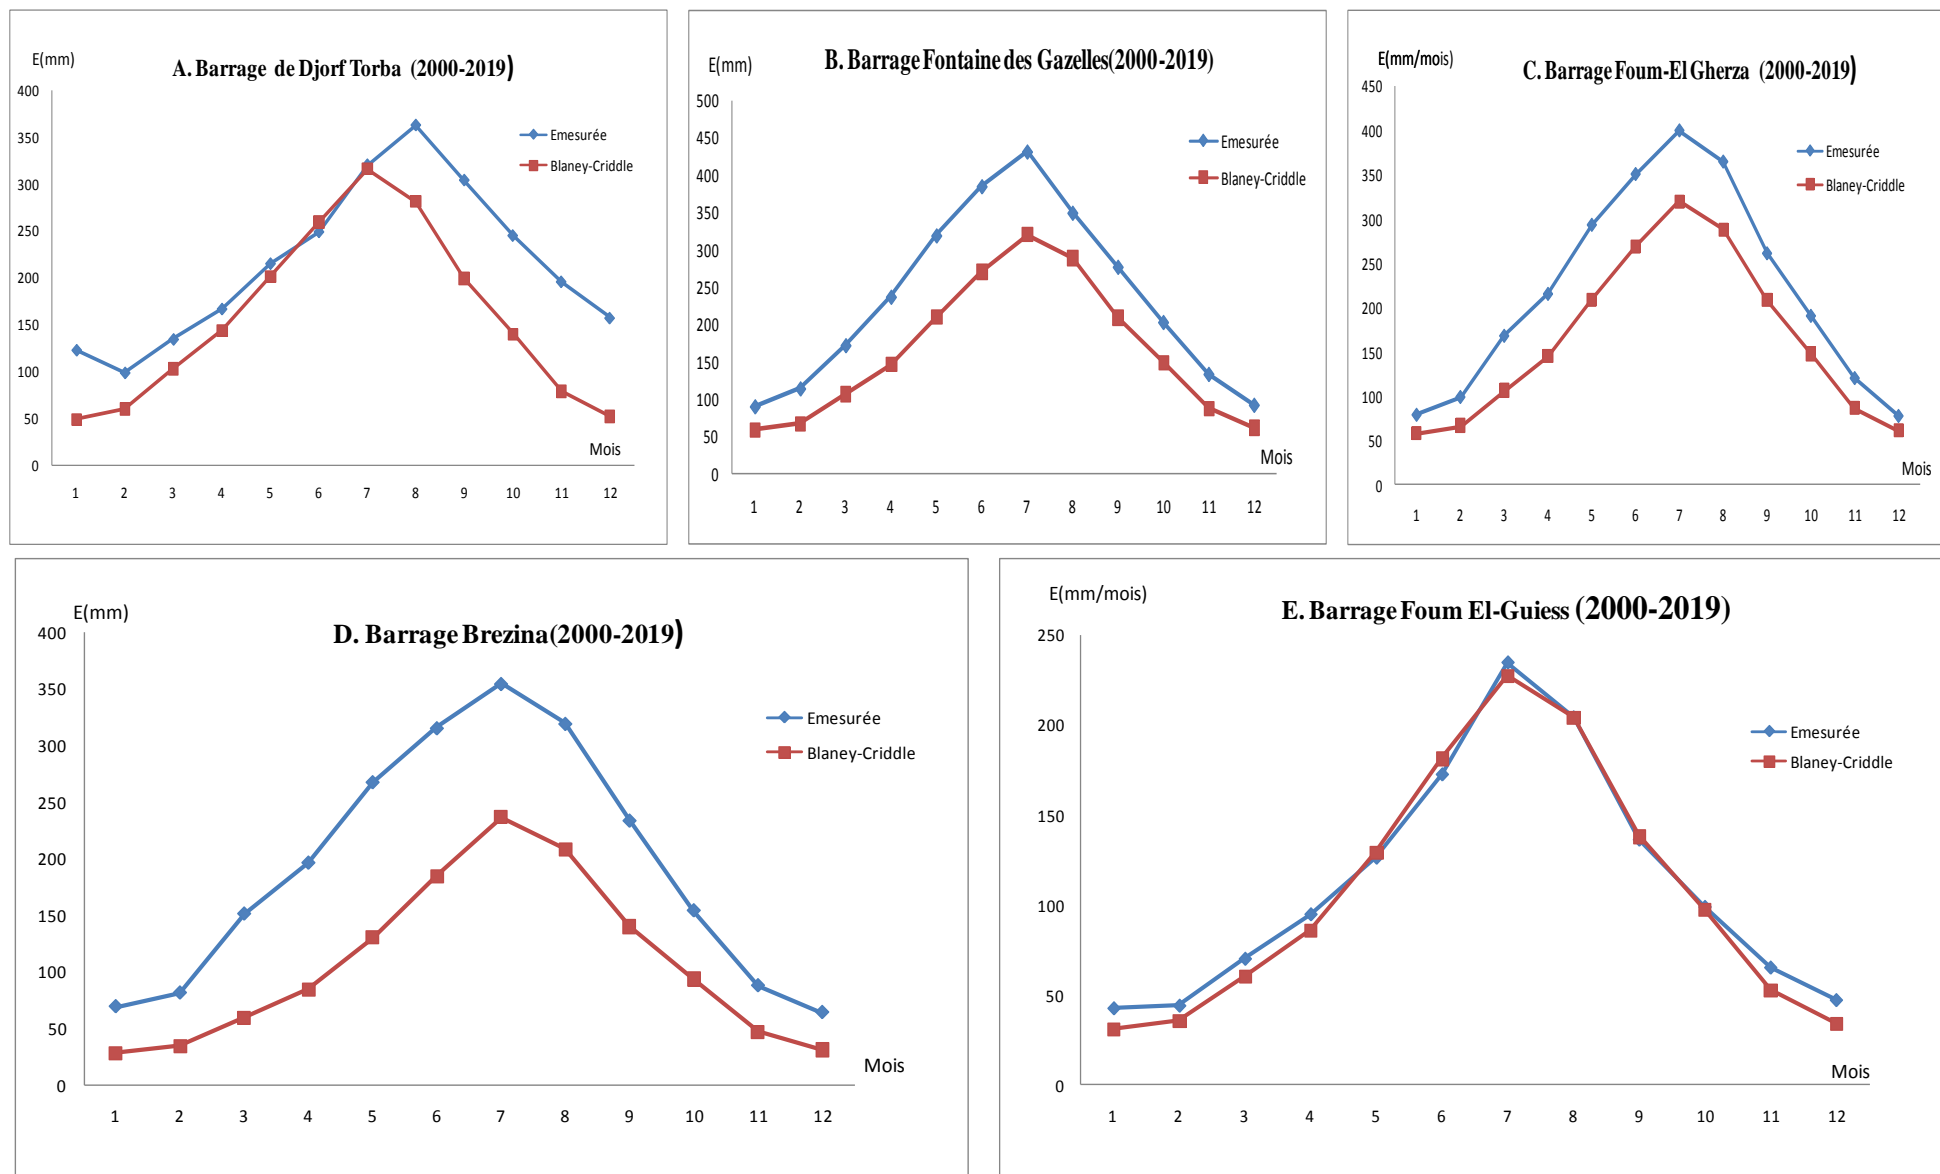 E(mm)
A. Barrage de Djorf Torba (2000-2019)
400
350
300
250
200
150
100
50
0
Emesurée
Blaney-Criddle
Mois
1 2 3 4 5 6 7 8 9 10 11 12
E(mm)
B. Barrage Fontaine des Gazelles(2000-2019)
500
450
400
350
300
250
200
150
100
50
0
Emesurée
Blaney-Criddle
Mois
1 2 3 4 5 6 7 8 9 10 11 12
E(mm/mois)
C. Barrage Foum-El Gherza (2000-2019)
450
400
350
300
250
200
150
100
50
0
Emesurée
Blaney-Criddle
Mois
1 2 3 4 5 6 7 8 9 10 11 12
E(mm)
D. Barrage Brezina(2000-2019)
400
350
300
250
200
150
100
50
0
Emesurée
Blaney-Criddle
Mois
1 2 3 4 5 6 7 8 9 10 11 12
E(mm/mois)
E. Barrage Foum El-Guiess (2000-2019)
250
200
150
100
50
0
Emesurée
Blaney-Criddle
Mois
1 2 3 4 5 6 7 8 9 10 11 12